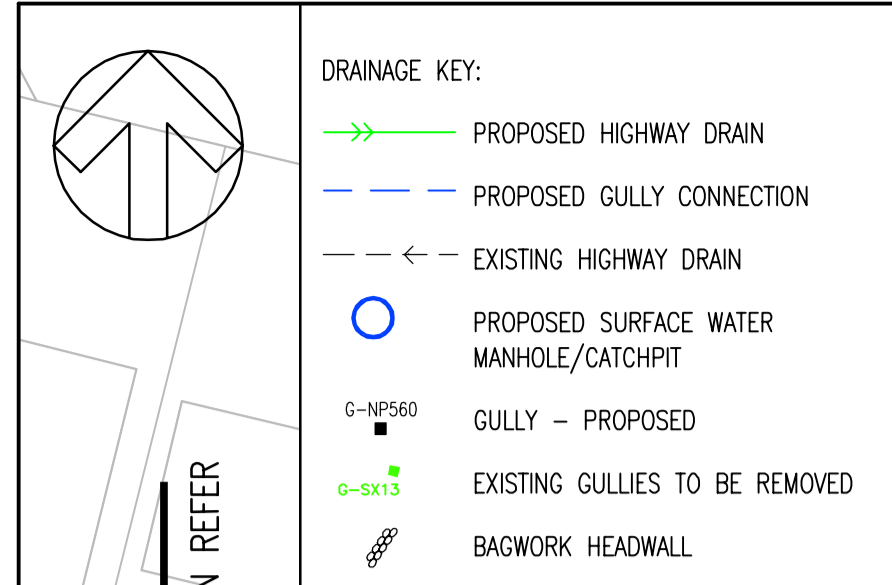 DRAINAGE KEY:
PROPOSED HIGHWAY DRAIN
PROPOSED GULLY CONNECTION
EXISTING HIGHWAY DRAIN
PROPOSED SURFACE WATER
MANHOLE/CATCHPIT
G-NP560
GULLY – PROPOSED
G-SX13
EXISTING GULLIES TO BE REMOVED
BAGWORK HEADWALL
REFER